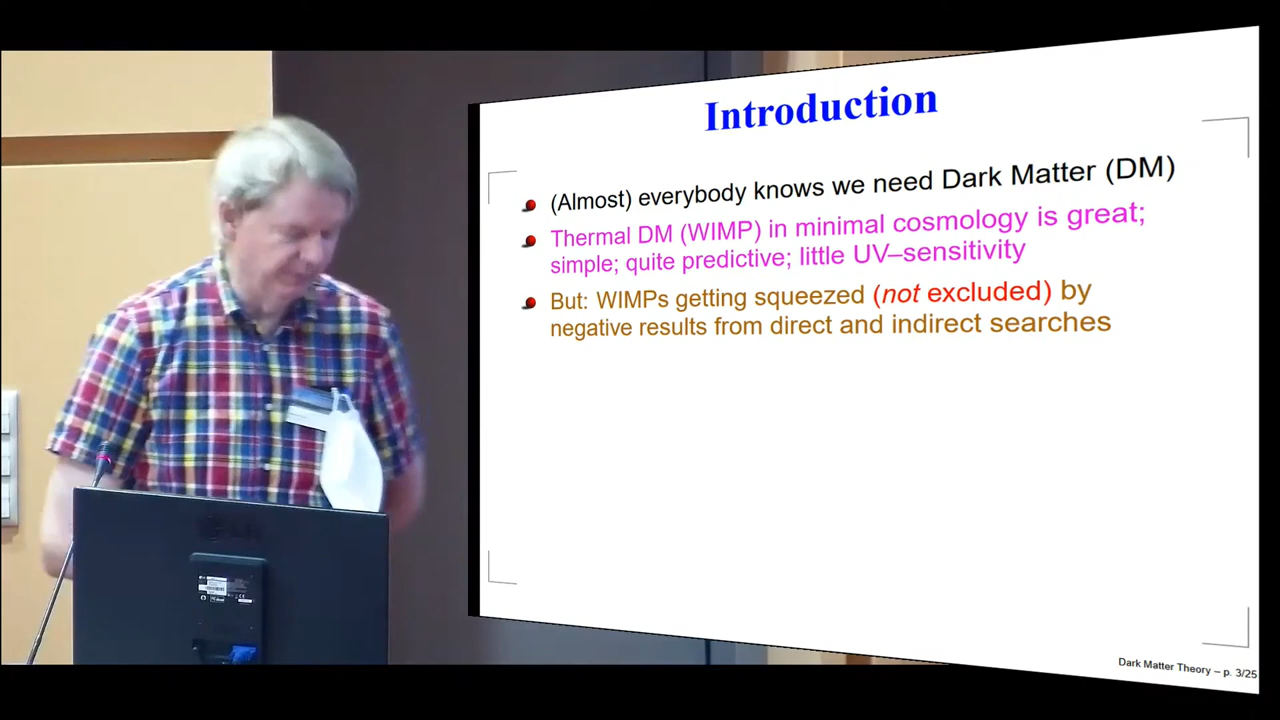 Introduction
(Almost) everybody knows we need Dark Matter (DM)
Thermal DM (WIMP) in minimal cosmology is great;
simple; quite predictive; little UV–sensitivity
But: WIMPs getting squeezed (not excluded) by
negative results from direct and indirect searches
Dark Matter Theory – p. 3/25